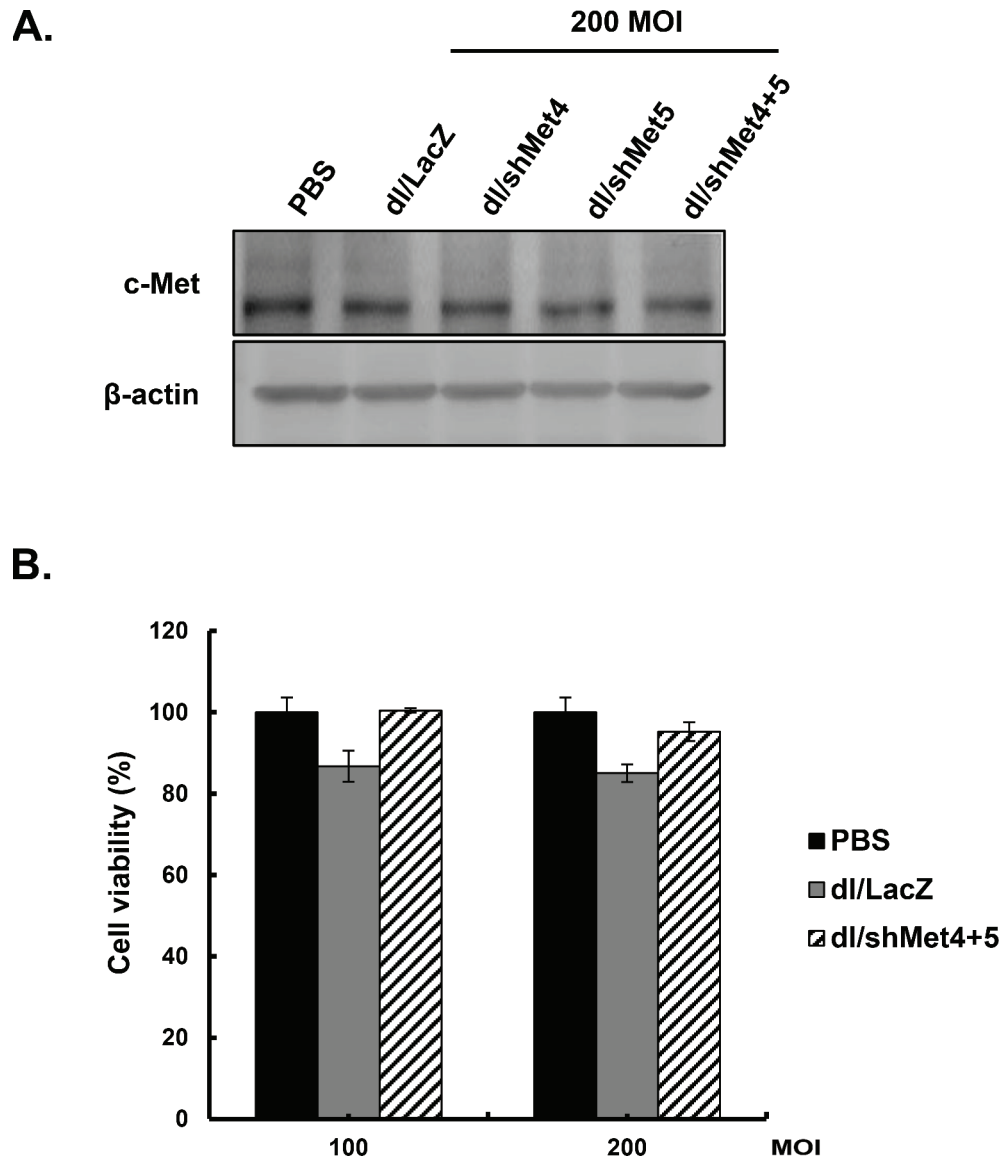 A.
200 MOI
PBS
dl/LacZ
dl/shMet4
dl/shMet5
dl/shMet4+5
c-Met
β-actin
B.
120
100
80
60
40
20
0
Cell viability (%)
100
200
MOI
PBS
dl/LacZ
dl/shMet4+5